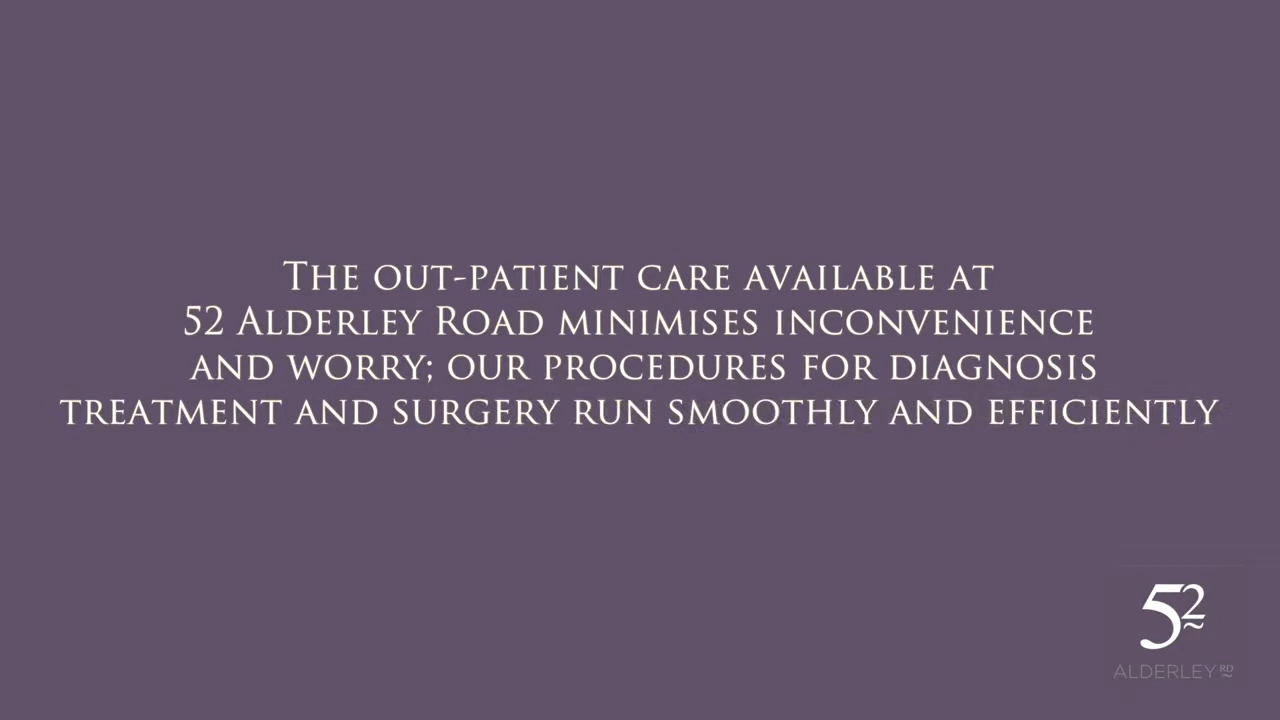 The out-patient care available at
52 Alderley Road minimises inconvenience
and worry; our procedures for diagnosis
treatment and surgery run smoothly and efficiently
52
ALDERLEY RD